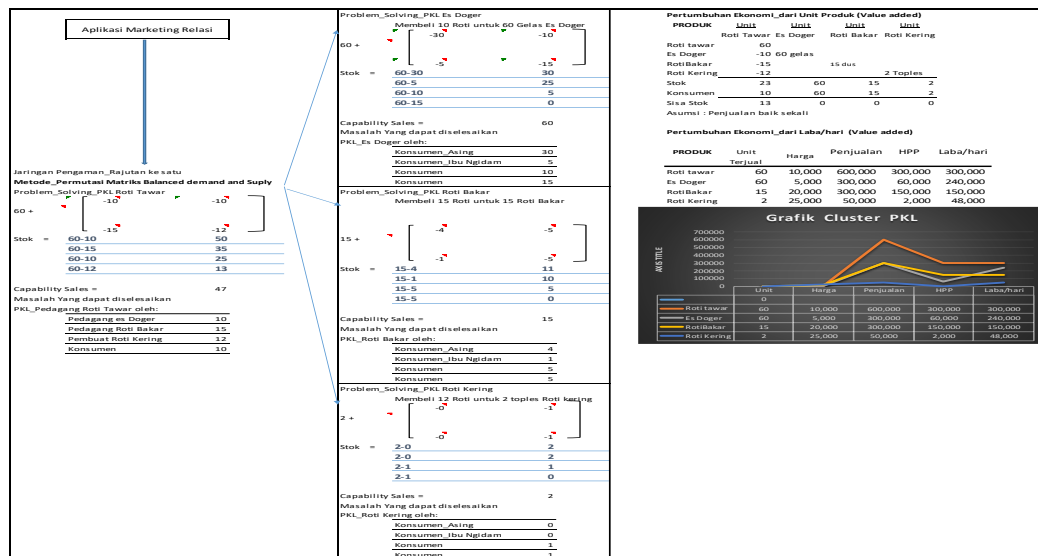 Aplikasi Marketing Relasi
Jaringan Pengaman_Rajutan ke satu
Metode_Permutasi Matriks Balanced demand and Suply
Problem_Solving_PKL Roti Tawar
-10 -10
60 +
-15 -12
Stok = 60-10 50
60-15 35
60-10 25
60-12 13
Capability Sales = 47
Masalah Yang dapat diselesaikan
PKL_Pedagang Roti Tawar oleh:
Pedagang es Doger 10
Pedagang Roti Bakar 15
Pembuat Roti Kering 12
Konsumen 10
Problem_Solving_PKL Es Doger
Membeli 10 Roti untuk 60 Gelas Es Doger
-30 -10
60 +
-5 -15
Stok = 60-30 30
60-5 25
60-10 5
60-15 0
Capability Sales = 60
Masalah Yang dapat diselesaikan
PKL_Es Doger oleh:
Konsumen_Asing 30
Konsumen_Ibu Ngidam 5
Konsumen 10
Konsumen 15
Problem_Solving_PKL Roti Bakar
Membeli 15 Roti untuk 15 Roti Bakar
-4 -5
15 +
-1 -5
Stok = 15-4 11
15-1 10
15-5 5
15-5 0
Capability Sales = 15
Masalah Yang dapat diselesaikan
PKL_Roti Bakar oleh:
Konsumen_Asing 4
Konsumen_Ibu Ngidam 1
Konsumen 5
Konsumen 5
Problem_Solving_PKL Roti Kering
Membeli 12 Roti untuk 2 toples Roti kering
-0 -1
2 +
-0 -1
Stok = 2-0 2
2-0 2
2-1 1
2-1 0
Capability Sales = 2
Masalah Yang dapat diselesaikan
PKL_Roti Kering oleh:
Konsumen_Asing 0
Konsumen_Ibu Ngidam 0
Konsumen 1
Konsumen 1
Pertumbuhan Ekonomi_dari Unit Produk (Value added)
PRODUK Unit Unit Unit Unit
Roti Tawar Es Doger Roti Bakar Roti Kering
Roti tawar 60
Es Doger -10 60 gelas
RotiBakar -15 15 dus
Roti Kering -12 2 Toples
Stok 23 60 15 2
Konsumen 10 60 15 2
Sisa Stok 13 0 0 0
Asumsi : Penjualan baik sekali
Pertumbuhan Ekonomi_dari Laba/hari (Value added)
PRODUK Unit Terjual Harga Penjualan HPP Laba/hari
Roti tawar 60 10,000 600,000 300,000 300,000
Es Doger 60 5,000 300,000 60,000 240,000
RotiBakar 15 20,000 300,000 150,000 150,000
Roti Kering 2 25,000 50,000 2,000 48,000
Grafik Cluster PKL
AXIS TITLE
700000
600000
500000
400000
300000
200000
100000
0
Unit Harga Penjualan HPP Laba/hari
0
Roti tawar 60 10,000 600,000 300,000 300,000
Es Doger 60 5,000 300,000 60,000 240,000
RotiBakar 15 20,000 300,000 150,000 150,000
Roti Kering 2 25,000 50,000 2,000 48,000